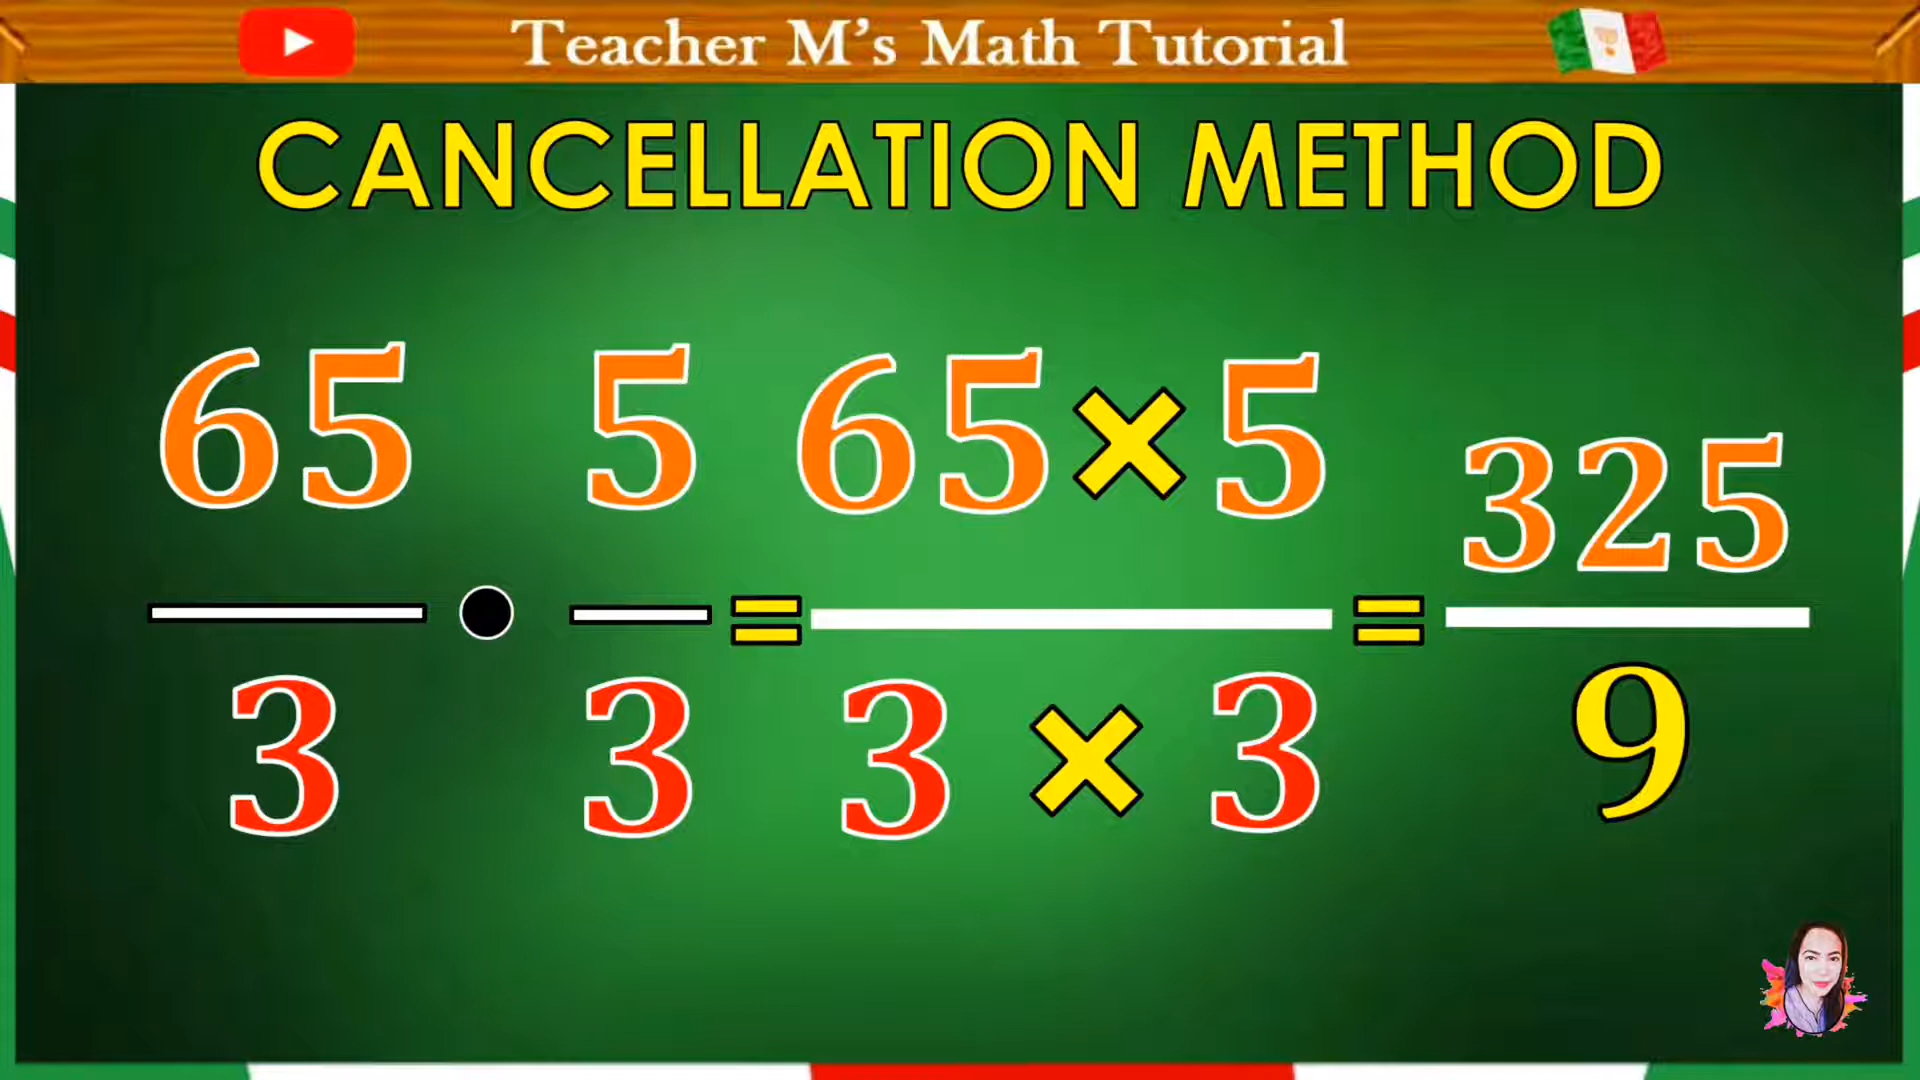 Teacher M's Math Tutorial
CANCELLATION METHOD
65 5 65×5 325
• = =
3 3 3 × 3 9